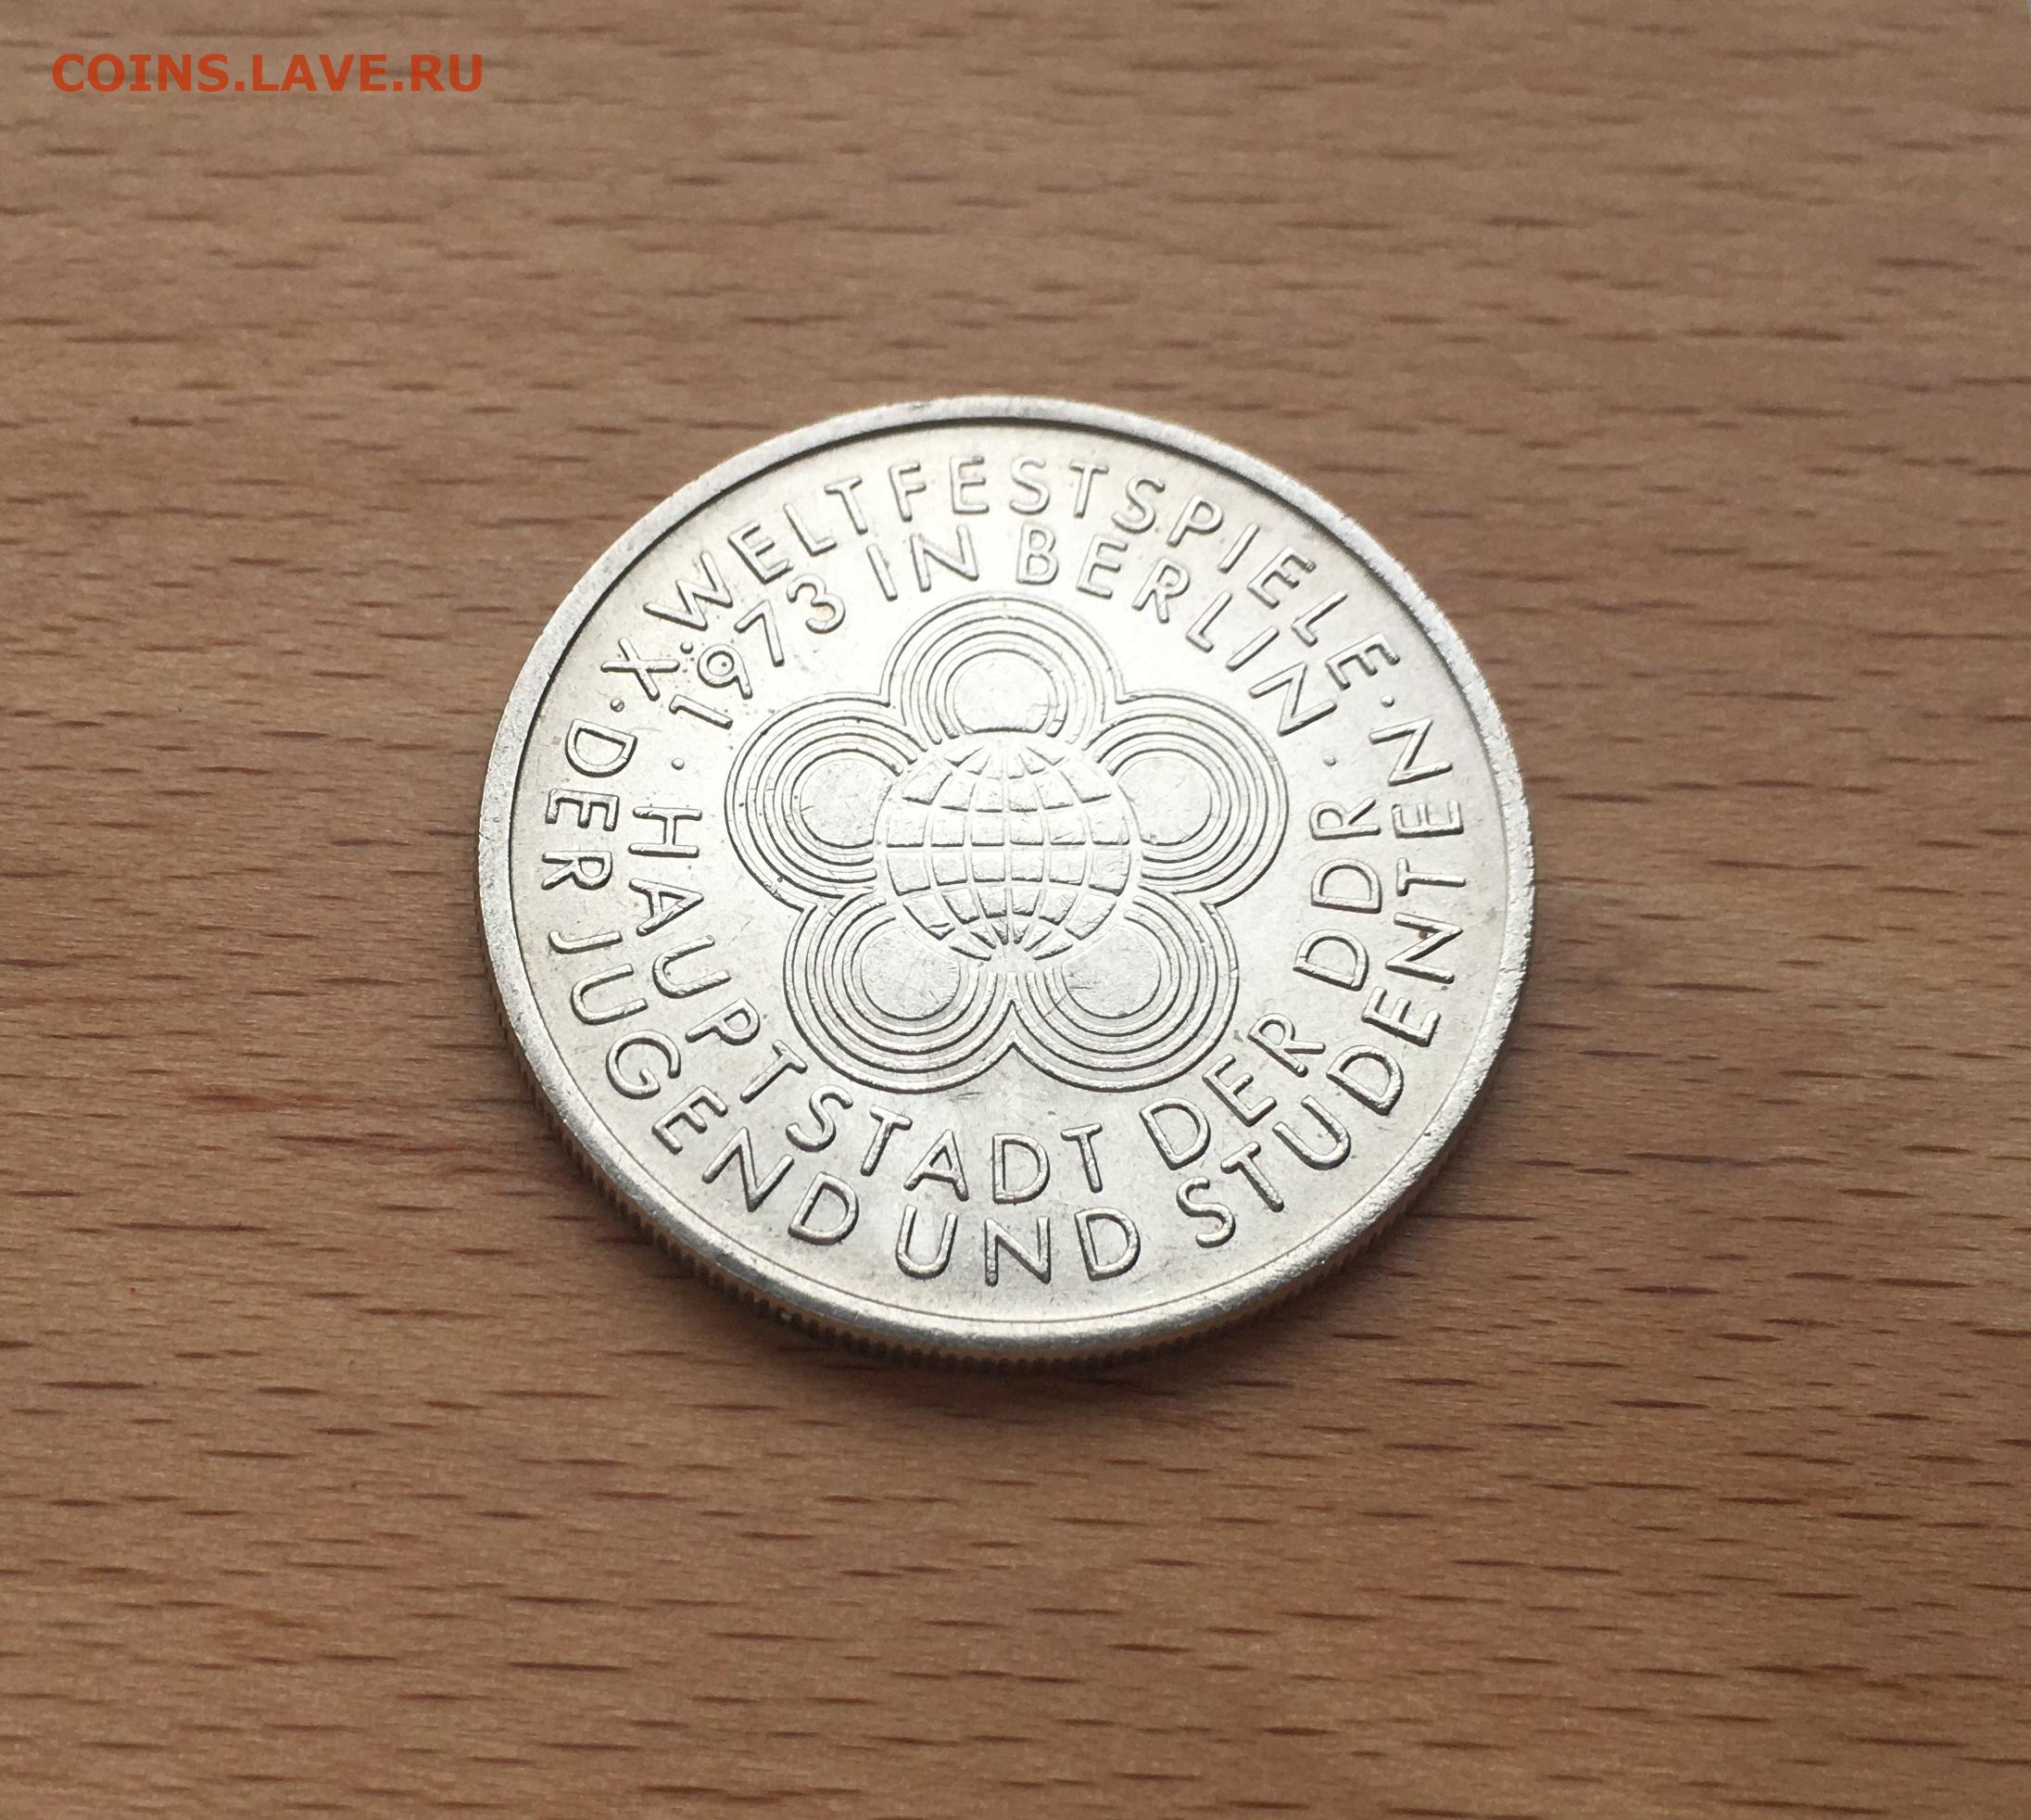 COINS.LAVE.RU
X. WELTFESTSPIELE ·
DER JUGEND UND STUDENTEN ·
1973 IN BERLIN ·
HAUPTSTADT DER DDR ·